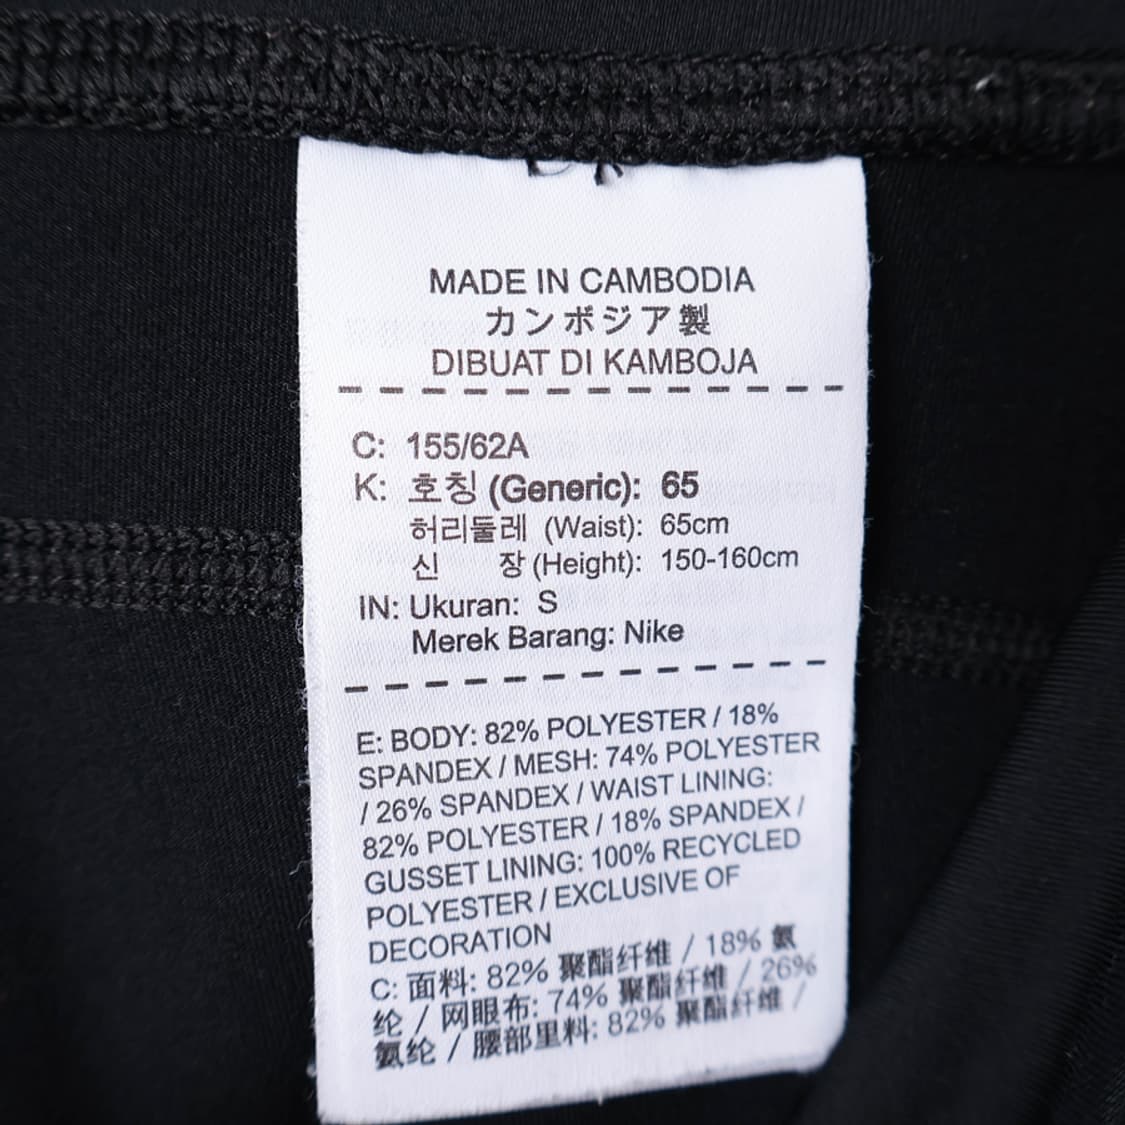 MADE IN CAMBODIA
カンボジア製
DIBUAT DI KAMBOJA
C: 155/62A
K: 호칭 (Generic): 65
허리둘레 (Waist): 65cm
신 장 (Height): 150-160cm
IN: Ukuran: S
Merek Barang: Nike
E: BODY: 82% POLYESTER / 18%
SPANDEX / MESH: 74% POLYESTER
/ 26% SPANDEX / WAIST LINING:
82% POLYESTER / 18% SPANDEX /
GUSSET LINING: 100% RECYCLED
POLYESTER / EXCLUSIVE OF
DECORATION
C: 面料: 82% 聚酯纤维 / 18% 氨
纶 / 网眼布: 74% 聚酯纤维 / 26%
氨纶 / 腰部里料: 82% 聚酯纤维 /